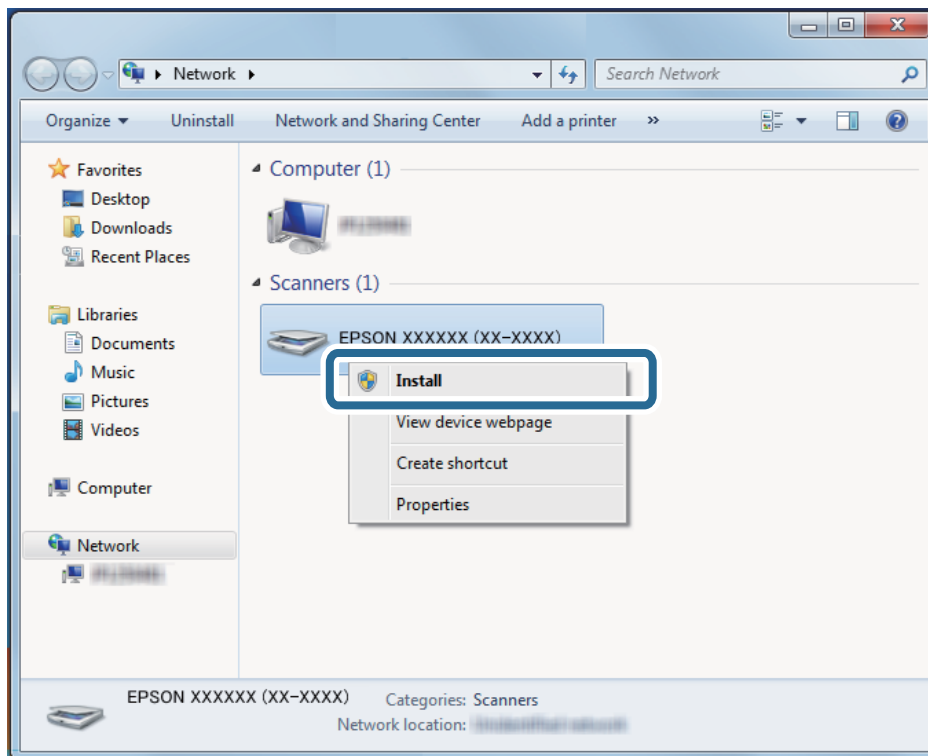 Network
Search Network
Organize Uninstall Network and Sharing Center Add a printer »
Favorites
Desktop
Downloads
Recent Places
Libraries
Documents
Music
Pictures
Videos
Computer
Network
Computer (1)
Scanners (1)
EPSON XXXXXX (XX-XXXX)
Install
View device webpage
Create shortcut
Properties
EPSON XXXXXX (XX-XXXX) Categories: Scanners
Network location: